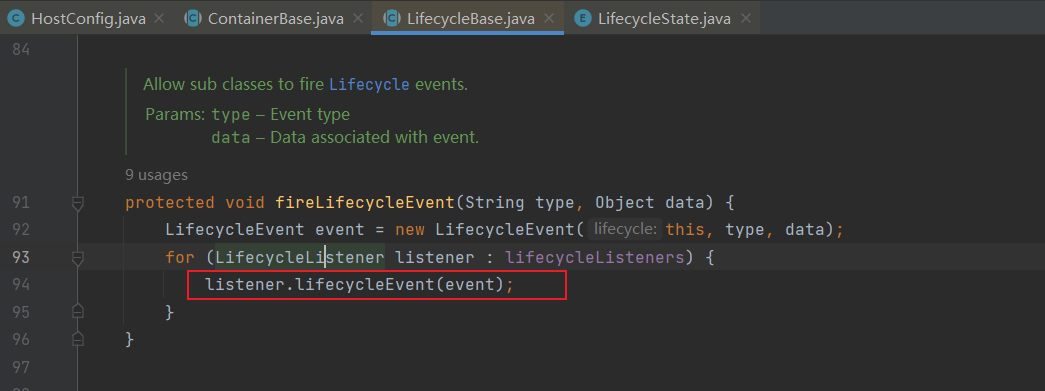 HostConfig.java × ContainerBase.java × LifecycleBase.java × LifecycleState.java ×
84
Allow sub classes to fire Lifecycle events.
Params: type – Event type
data – Data associated with event.
9 usages
91 protected void fireLifecycleEvent(String type, Object data) {
92 LifecycleEvent event = new LifecycleEvent( lifecycle: this, type, data);
93 for (LifecycleListener listener : lifecycleListeners) {
94 listener.lifecycleEvent(event);
95 }
96 }
97